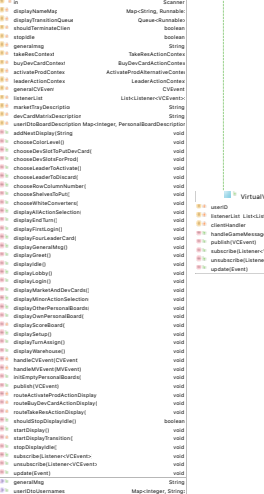 in Scanner
displayNameMap Map<String, Runnable>
displayTransitionQueue Queue<Runnable>
shouldTerminateClien boolean
stopIdle boolean
generalmsg String
takeResContext TakeResActionContex
buyDevCardContext BuyDevCardActionContex
activateProdContex ActivateProdAlternativeContex
leaderActionContex LeaderActionContex
generalCVEvent CVEvent
listenerList List<Listener<VCEvent>>
marketTrayDescriptio String
devCardMatrixDescription String
userIDtoBoardDescription Map<Integer, PersonalBoardDescription
addNextDisplay(String void
chooseColorLevel() void
chooseDevSlotToPutDevCard( void
chooseDevSlotsForProd( void
chooseLeaderToActivate() void
chooseLeaderToDiscard( void
chooseRowColumnNumber( void
chooseShelvesToPut( void
chooseWhiteConverters( void
displayAllActionSelection void
displayEndTurn( void
displayFirstLogin() void
displayFourLeaderCard( void
displayGeneralMsg() void
displayGreet() void
displayIdle() void
displayLobby() void
displayLogin() void
displayMarketAndDevCards( void
displayMinorActionSelection void
displayOtherPersonalBoards( void
displayOwnPersonalBoard( void
displayScoreBoard( void
displaySetup() void
displayTurnAssign() void
displayWarehouse() void
handleCVEvent(CVEvent void
handleMVEvent(MVEvent) void
initEmptyPersonalBoards( void
publish(VCEvent) void
routeActivateProdActionDisplay void
routeBuyDevCardActionDisplay( void
routeTakeResActionDisplay( void
shouldStopDisplayIdle() boolean
startDisplay() void
startDisplayTransition( void
stopDisplayIdle( void
subscribe(Listener<VCEvent> void
unsubscribe(Listener<VCEvent> void
update(Event) void
generalMsg String
userIDtoUsernames Map<Integer, String>
VirtualV
userID
listenerList List<Lis
clientHandler
handleGameMessage
publish(VCEvent)
subscribe(Listener<
unsubscribe(Listene
update(Event)